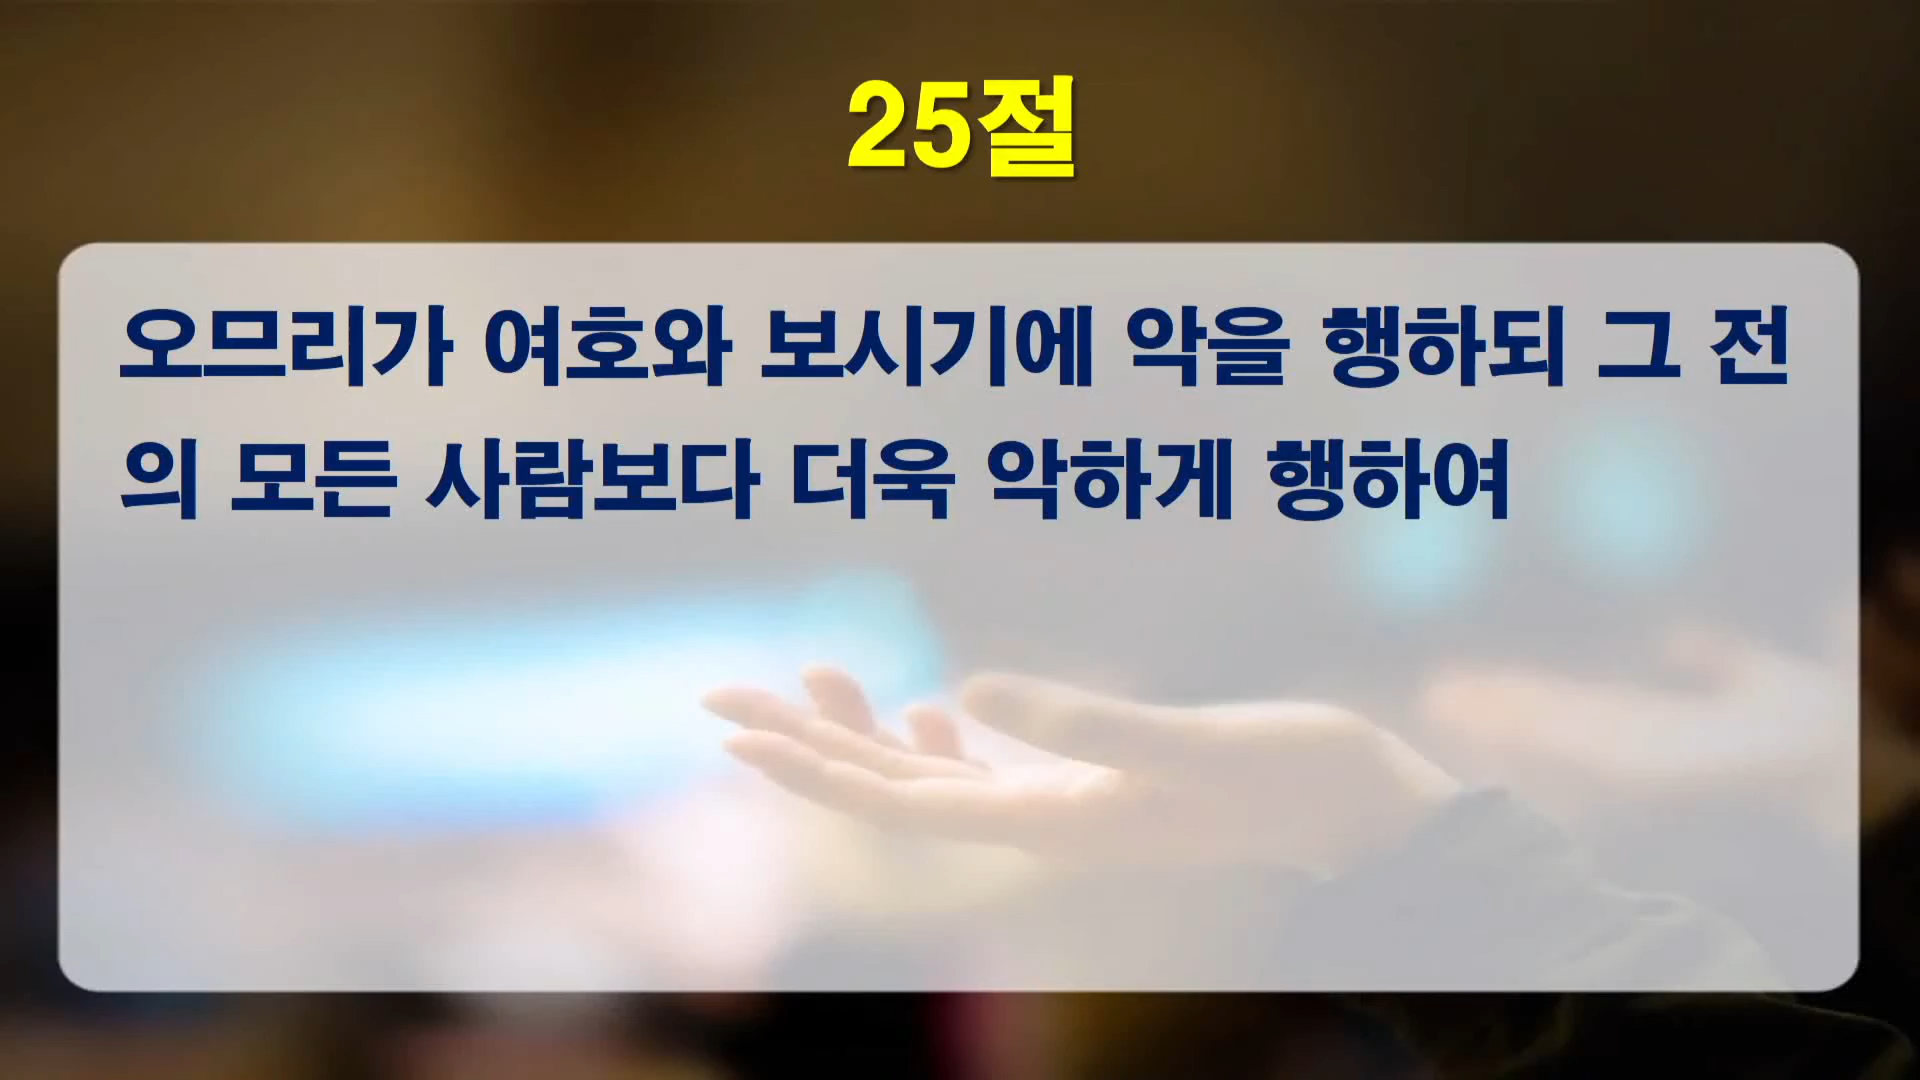 25절
오므리가 여호와 보시기에 악을 행하되 그 전
의 모든 사람보다 더욱 악하게 행하여